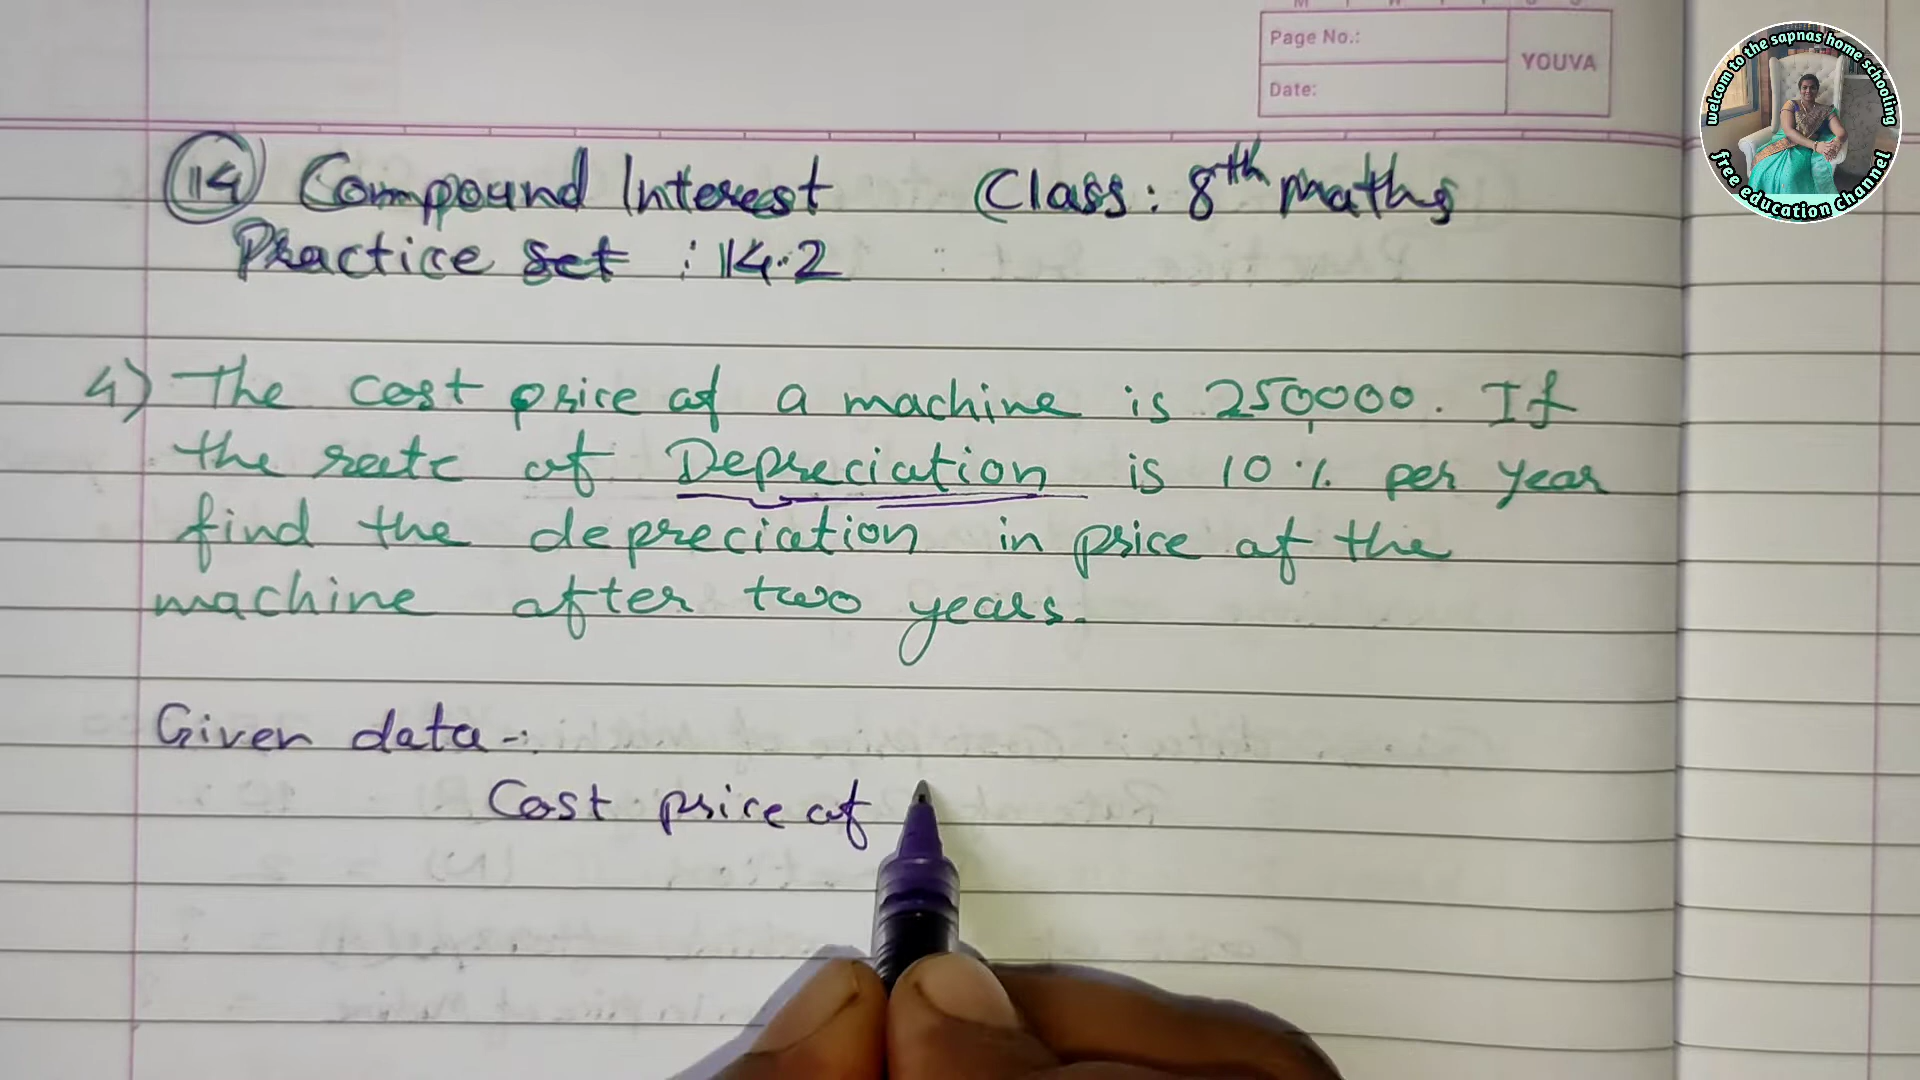 Page No.:
YOUVA
Date:
welcom to the sapnas home schooling
free education channel
14 Compound Interest Class: 8th maths
Practice Set : 14.2
4) The cost price of a machine is 250,000. If
the rate of Depreciation is 10% per year
find the depreciation in price of the
machine after two years.
Given data -:
Cost price of